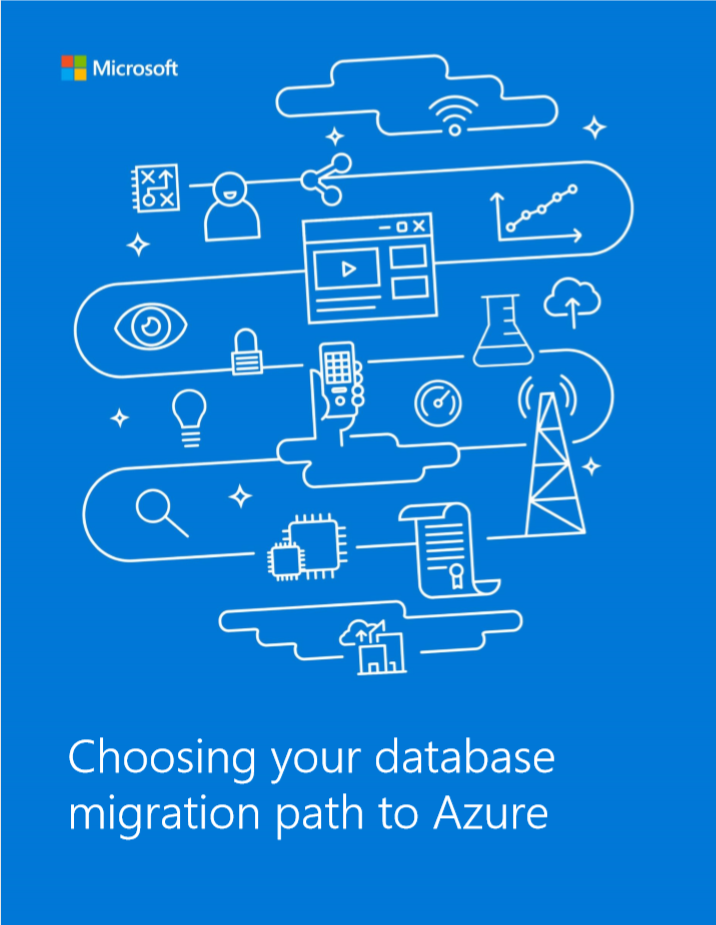 Microsoft
Choosing your database
migration path to Azure